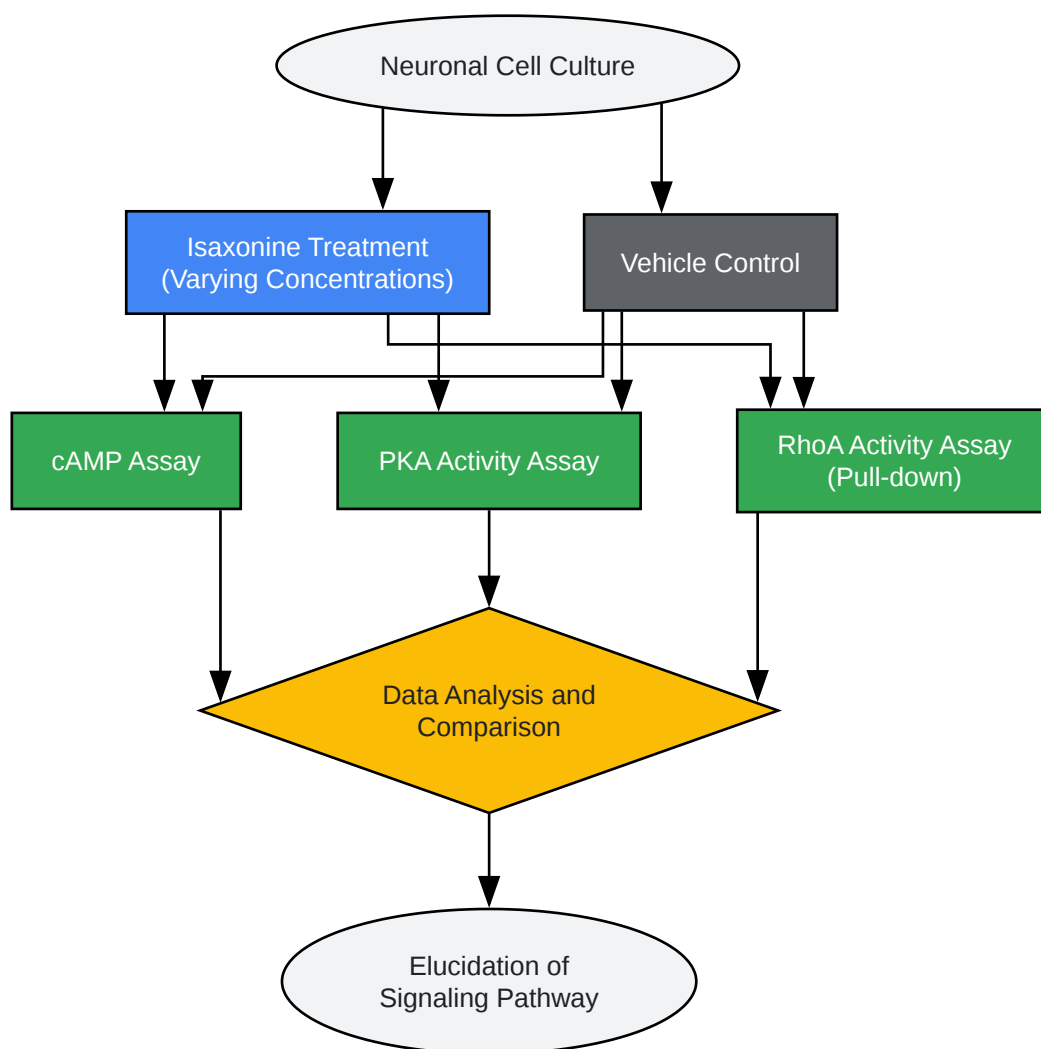 Neuronal Cell Culture
Isaxonine Treatment
(Varying Concentrations)
Vehicle Control
cAMP Assay
PKA Activity Assay
RhoA Activity Assay
(Pull-down)
Data Analysis and
Comparison
Elucidation of
Signaling Pathway